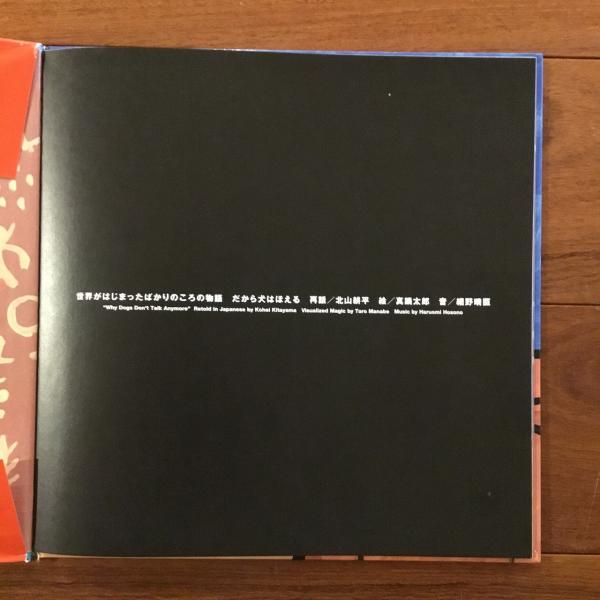 世界がはじまったばかりのころの物語　だから犬はほえる　再話／北山耕平　絵／真鍋太郎　音／細野晴臣
"Why Dogs Don't Talk Anymore" Retold in Japanese by Kohei Kitayama Visualized Magic by Taro Manabe Music by Haruomi Hosono